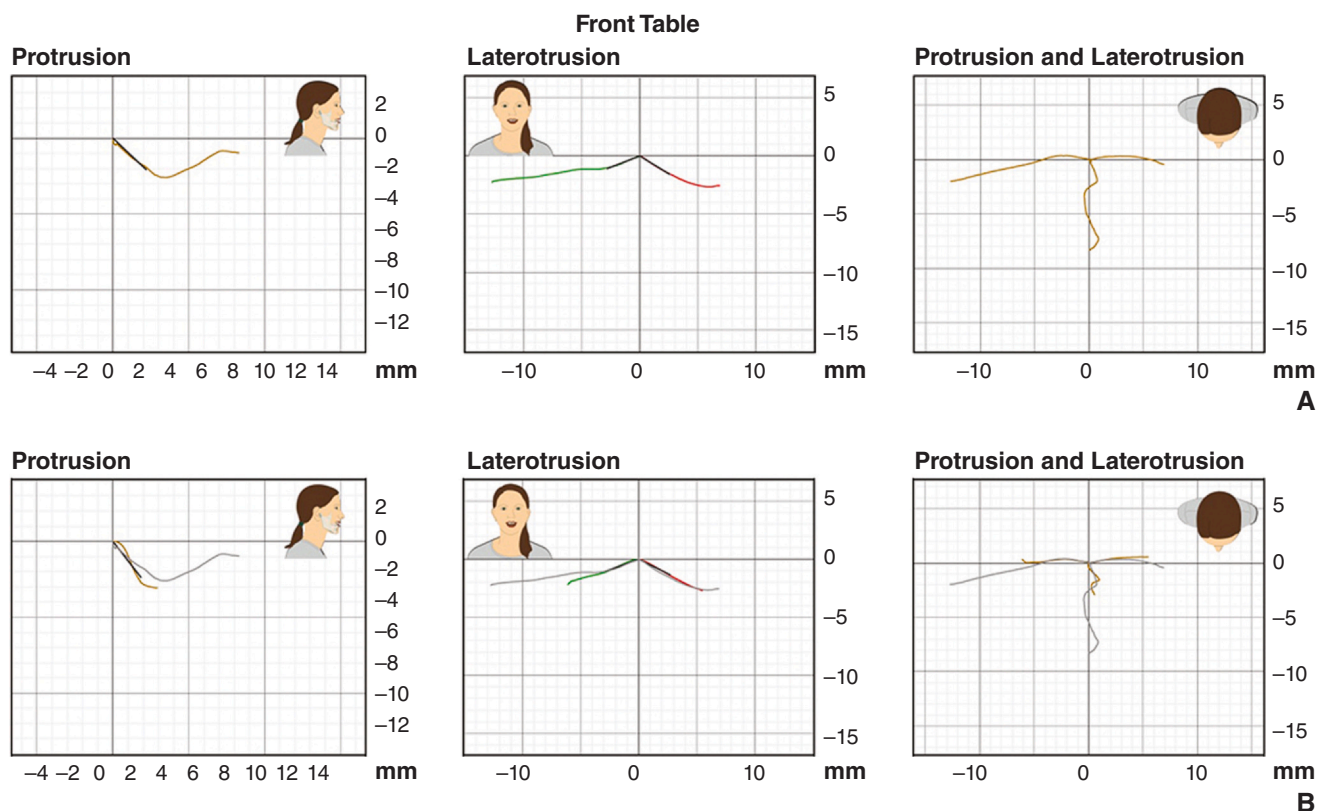 Front Table
Protrusion
Laterotrusion
Protrusion and Laterotrusion
2
0
−2
−4
−6
−8
−10
−12
−4 −2 0 2 4 6 8 10 12 14 mm
5
0
−5
−10
−15
−10 0 10 mm
5
0
−5
−10
−15
−10 0 10 mm
A
Protrusion
Laterotrusion
Protrusion and Laterotrusion
2
0
−2
−4
−6
−8
−10
−12
−4 −2 0 2 4 6 8 10 12 14 mm
5
0
−5
−10
−15
−10 0 10 mm
5
0
−5
−10
−15
−10 0 10 mm
B